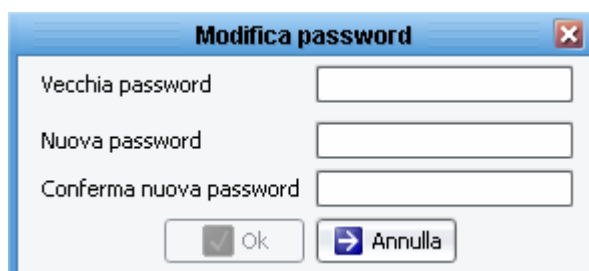 Modifica password
Vecchia password
Nuova password
Conferma nuova password
Ok Annulla